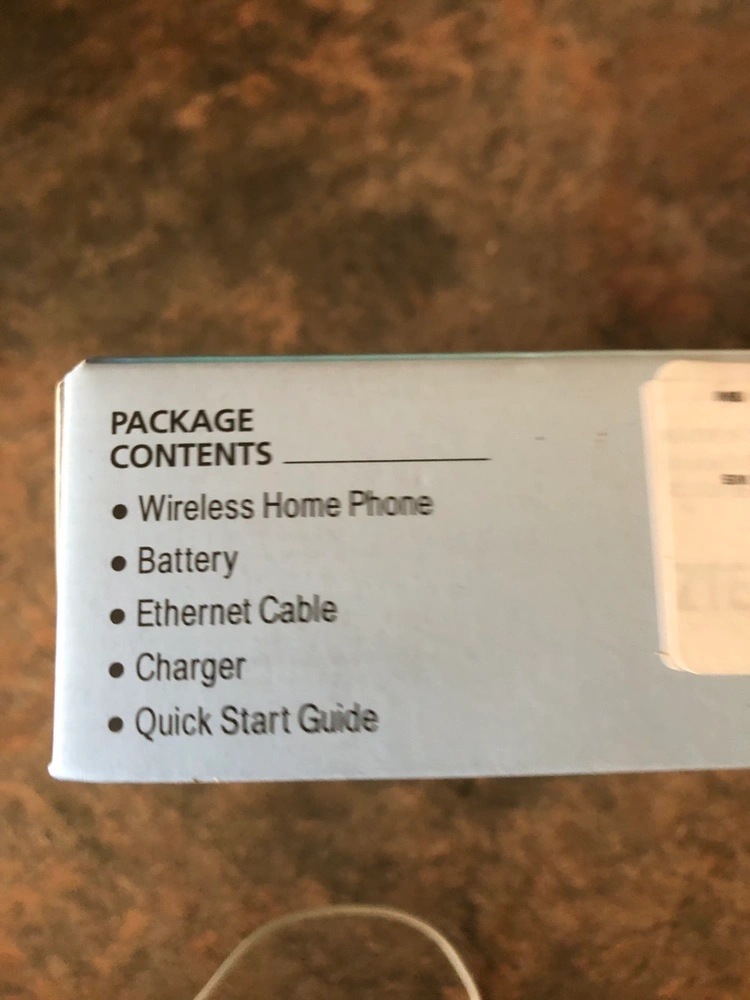 PACKAGE
CONTENTS
• Wireless Home Phone
• Battery
• Ethernet Cable
• Charger
• Quick Start Guide